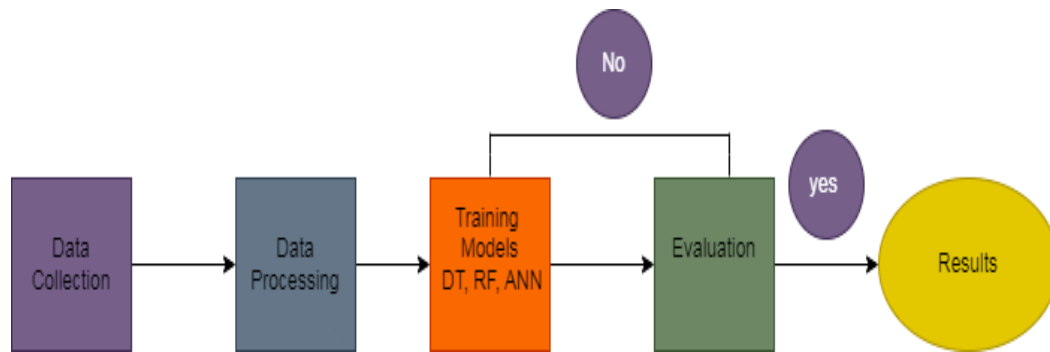 No
yes
Data
Collection
Data
Processing
Training
Models
DT, RF, ANN
Evaluation
Results